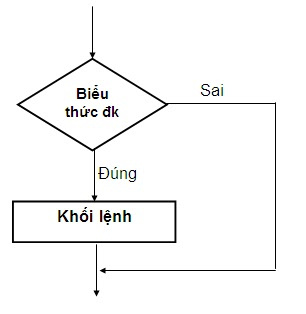 Biểu
thức đk
Sai
Đúng
Khối lệnh